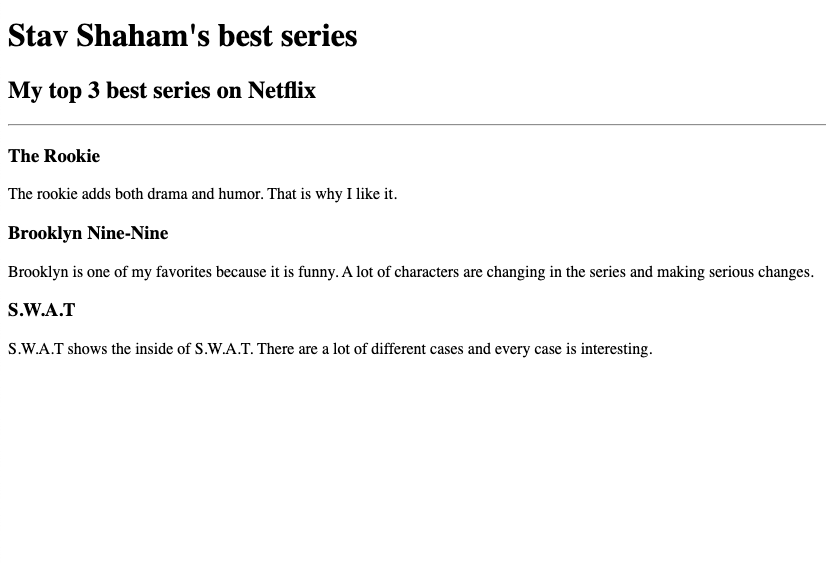 Stav Shaham's best series
My top 3 best series on Netflix
The Rookie
The rookie adds both drama and humor. That is why I like it.
Brooklyn Nine-Nine
Brooklyn is one of my favorites because it is funny. A lot of characters are changing in the series and making serious changes.
S.W.A.T
S.W.A.T shows the inside of S.W.A.T. There are a lot of different cases and every case is interesting.